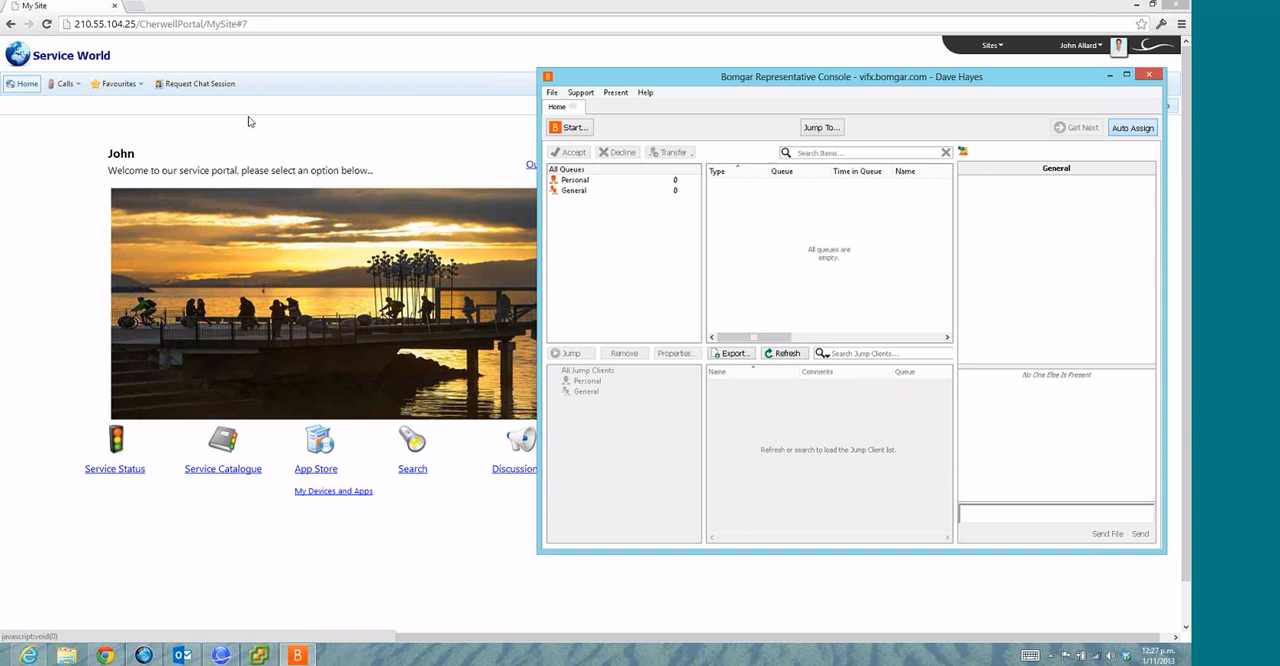 My Site
210.55.104.25/CherwellPortal/MySite#7
Service World
Sites
John Allard
Home
Calls
Favourites
Request Chat Session
John
Welcome to our service portal, please select an option below...
Service Status
Service Catalogue
App Store
Search
Discussion
My Devices and Apps
javascript:void(0)
Bomgar Representative Console - vifx.bomgar.com - Dave Hayes
File Support Present Help
Home
Start...
Jump To...
Get Next
Auto Assign
Accept
Decline
Transfer
Search Items...
All Queues
Personal 0
General 0
Type Queue Time in Queue Name
All queues are
empty.
General
Jump
Remove
Properties...
Export...
Refresh
Search Jump Clients...
All Jump Clients
Personal
General
Name Comments Queue
Refresh or search to load the Jump Client list.
No One Else Is Present
Send File Send
12:27 p.m.
1/11/2013